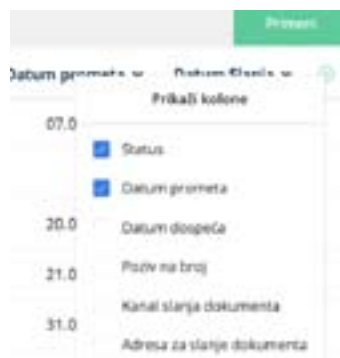 Primeni
Datum prometa Datum Slanja
Prikaži kolone
07.0
Status
Datum prometa
20.0
Datum dospeća
21.0
Poziv na broj
Kanal slanja dokumenta
31.0
Adresa za slanje dokumenta